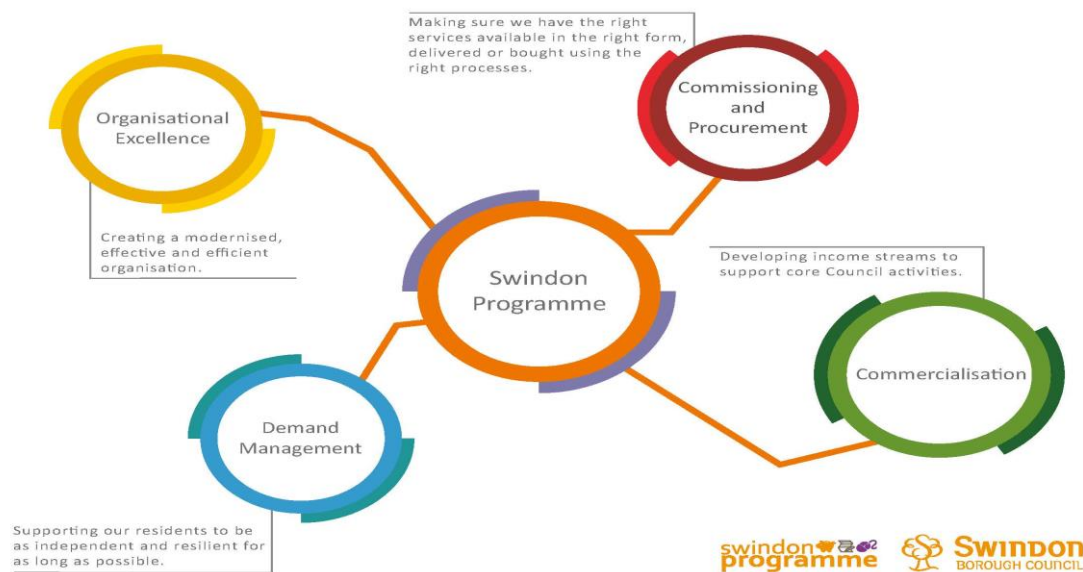 Making sure we have the right
services available in the right form,
delivered or bought using the
right processes.
Organisational
Excellence
Commissioning
and
Procurement
Creating a modernised,
effective and efficient
organisation.
Developing income streams to
support core Council activities.
Swindon
Programme
Commercialisation
Demand
Management
Supporting our residents to be
as independent and resilient for
as long as possible.
swindon
programme
SWINDON
BOROUGH COUNCIL